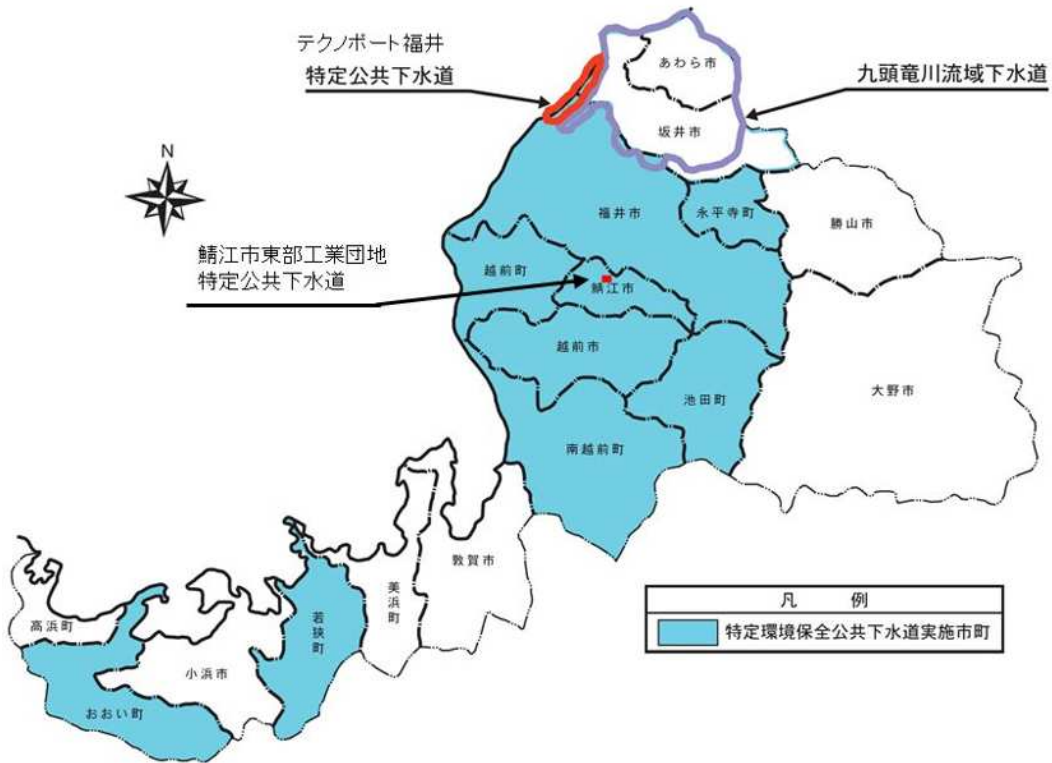 テクノポート福井
特定公共下水道
九頭竜川流域下水道
あわら市
坂井市
N
福井市
永平寺町
勝山市
鯖江市東部工業団地
特定公共下水道
越前町
鯖江市
越前市
池田町
大野市
南越前町
敦賀市
美浜町
若狭町
高浜町
小浜市
おおい町
凡 例
特定環境保全公共下水道実施市町